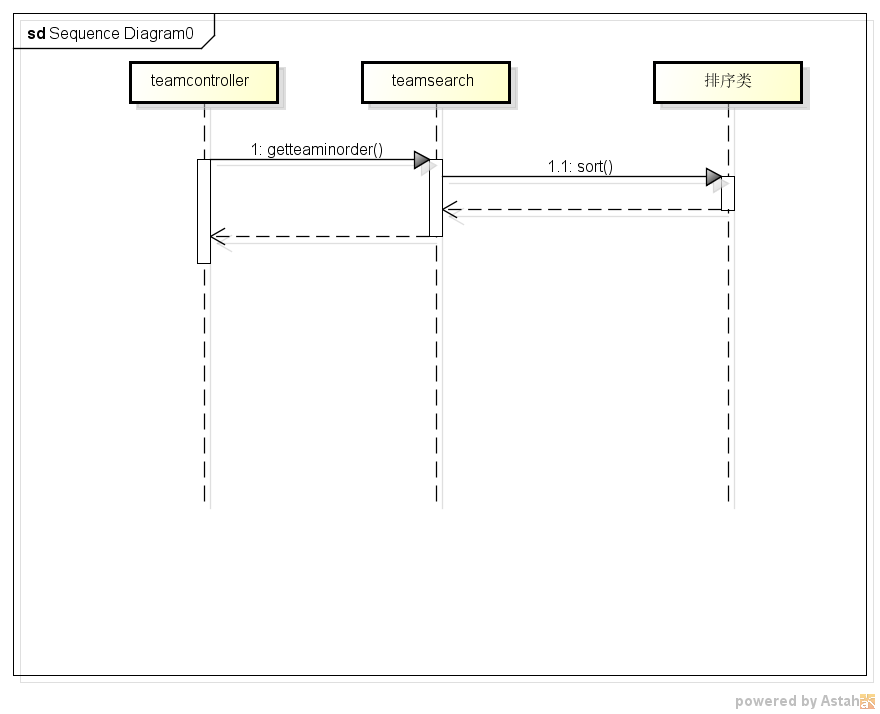 sd Sequence Diagram0
teamcontroller
teamsearch
排序类
1: getteaminorder()
1.1: sort()
powered by Astah